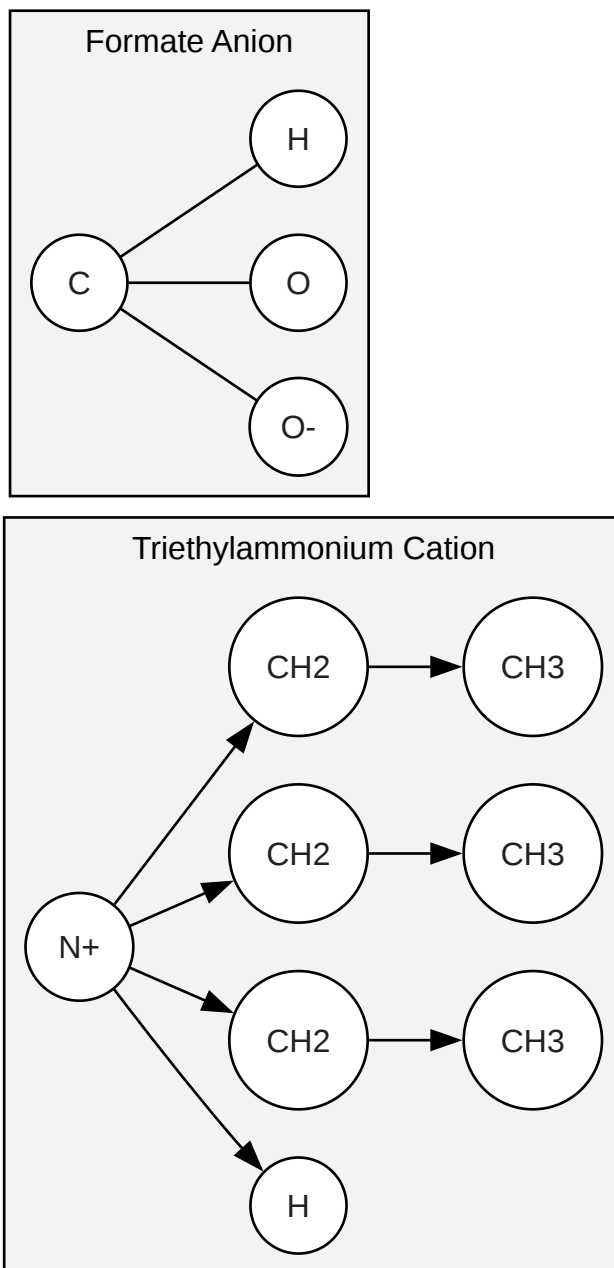 Formate Anion
H
C
O
O-
Triethylammonium Cation
CH2
CH3
CH2
CH3
N+
CH2
CH3
H